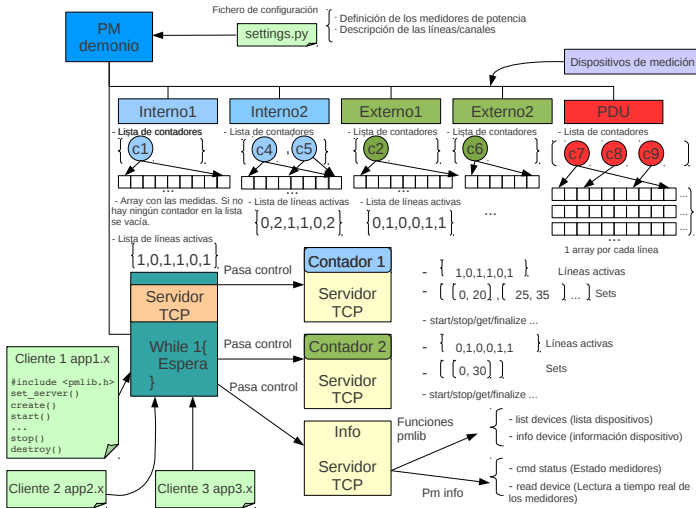 Fichero de configuración
PM
demonio
settings.py
· Definición de los medidores de potencia
· Descripción de las líneas/canales
Dispositivos de medición
Interno1
Interno2
Externo1
Externo2
PDU
- Lista de contadores
- Lista de contadores
- Lista de contadores
- Lista de contadores
- Lista de contadores
c1
c4 , c5
c2
c6
c7 c8 c9
...
...
...
...
...
...
...
...
- Array con las medidas. Si no
hay ningún contador en la lista
se vacía.
- Lista de líneas activas
0,2,1,1,0,2
- Lista de líneas activas
0,1,0,0,1,1
...
1 array por cada línea
- Lista de líneas activas
1,0,1,1,0,1
Servidor
TCP
While 1{
Espera
}
Pasa control
Pasa control
Pasa control
Contador 1
Servidor
TCP
- { 1,0,1,1,0,1 } Líneas activas
- { [ 0, 20 ] , [ 25, 35 ] ... } Sets
- start/stop/get/finalize ...
Contador 2
Servidor
TCP
- { 0,1,0,0,1,1 } Líneas activas
- { [ 0, 30 ] } Sets
- start/stop/get/finalize ...
Info
Servidor
TCP
Funciones
pmlib
- list devices (lista dispositivos)
- info device (información dispositivo)
Pm info
- cmd status (Estado medidores)
- read device (Lectura a tiempo real de
los medidores)
Cliente 1 app1.x
#include <pmlib.h>
set_server()
create()
start()
...
stop()
destroy()
Cliente 2 app2.x
Cliente 3 app3.x